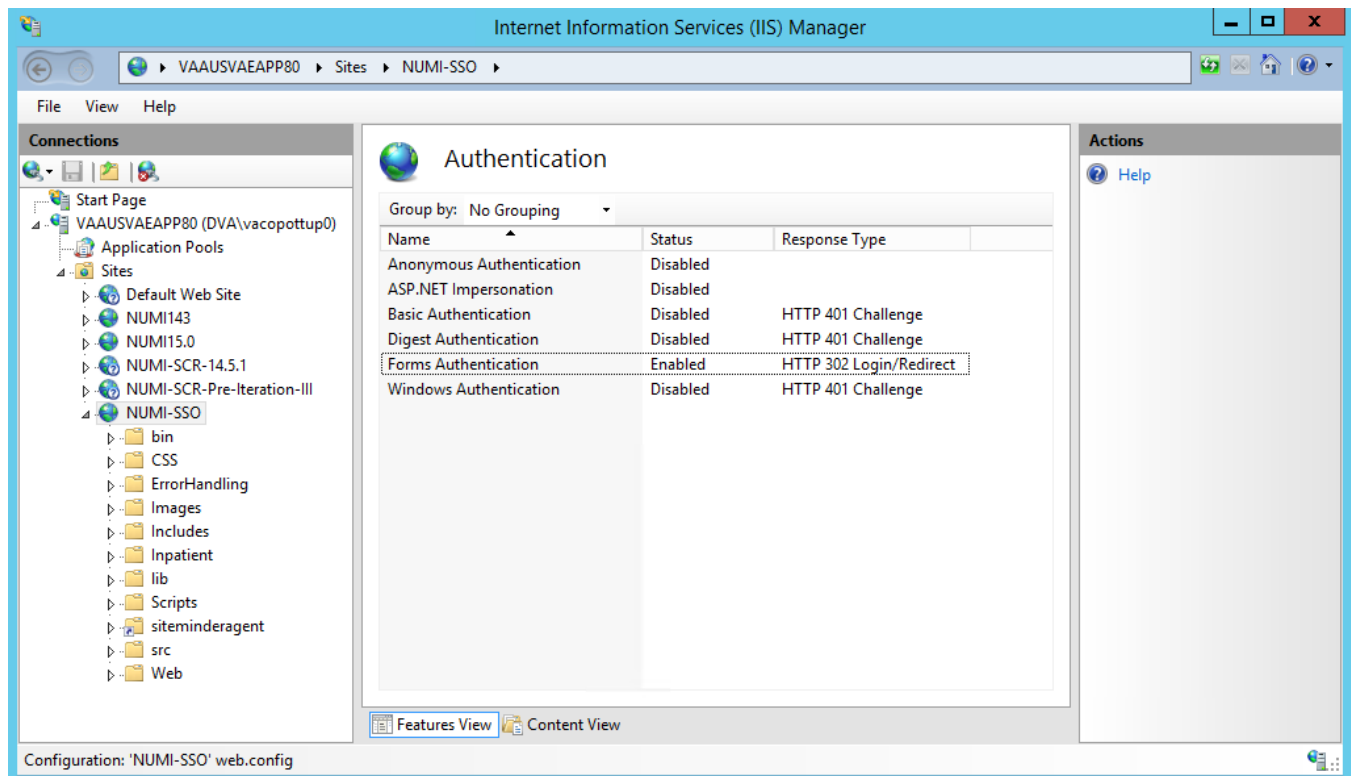 Internet Information Services (IIS) Manager
VAAUSVAEAPP80 Sites NUMI-SSO
File View Help
Connections
Start Page
VAAUSVAEAPP80 (DVA\vacopottup0)
Application Pools
Sites
Default Web Site
NUMI143
NUMI15.0
NUMI-SCR-14.5.1
NUMI-SCR-Pre-Iteration-III
NUMI-SSO
bin
CSS
ErrorHandling
Images
Includes
Inpatient
lib
Scripts
siteminderagent
src
Web
Authentication
Group by: No Grouping
Name Status Response Type
Anonymous Authentication Disabled
ASP.NET Impersonation Disabled
Basic Authentication Disabled HTTP 401 Challenge
Digest Authentication Disabled HTTP 401 Challenge
Forms Authentication Enabled HTTP 302 Login/Redirect
Windows Authentication Disabled HTTP 401 Challenge
Features View Content View
Actions
Help
Configuration: 'NUMI-SSO' web.config